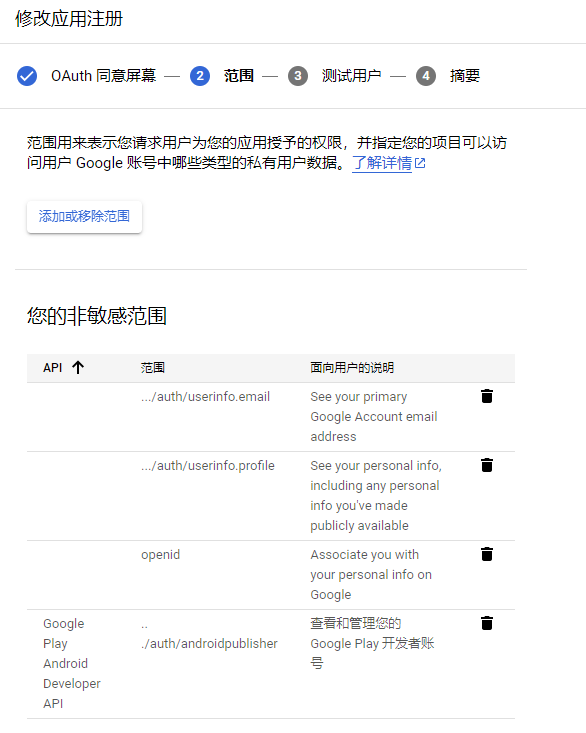 修改应用注册
OAuth 同意屏幕 — 2 范围 — 3 测试用户 — 4 摘要
范围用来表示您请求用户为您的应用授予的权限，并指定您的项目可以访
问用户 Google 账号中哪些类型的私有用户数据。了解详情
添加或移除范围
您的非敏感范围
API 范围 面向用户的说明
.../auth/userinfo.email See your primary
Google Account email
address
.../auth/userinfo.profile See your personal info,
including any personal
info you've made
publicly available
openid Associate you with
your personal info on
Google
Google .. 查看和管理您的
Play ./auth/androidpublisher Google Play 开发者账
Android 号
Developer
API